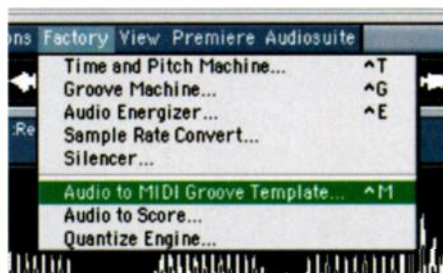 ons Factory View Premiere Audiosuite
Time and Pitch Machine... ^T
Groove Machine... ^G
Audio Energizer... ^E
Sample Rate Convert...
Silencer...
:Re
Audio to MIDI Groove Template... ^M
Audio to Score...
Quantize Engine...